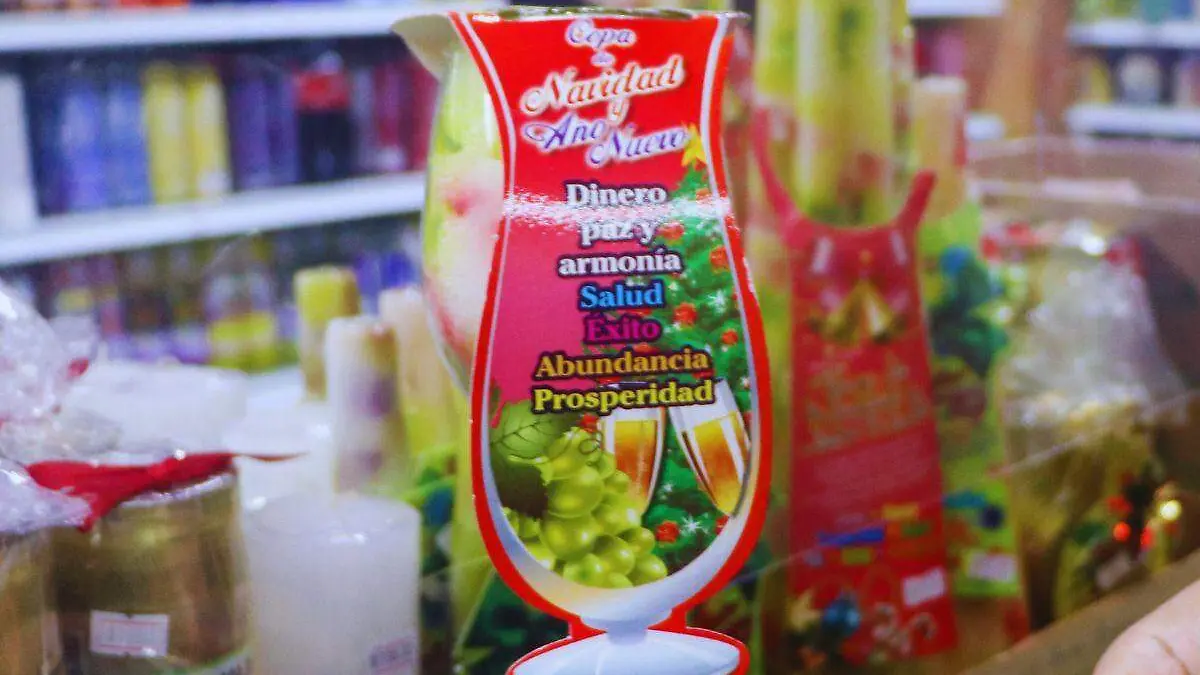 Copa
de
Navidad
y
Año
Nuevo
Dinero
paz y
armonía
Salud
Éxito
Abundancia
Prosperidad